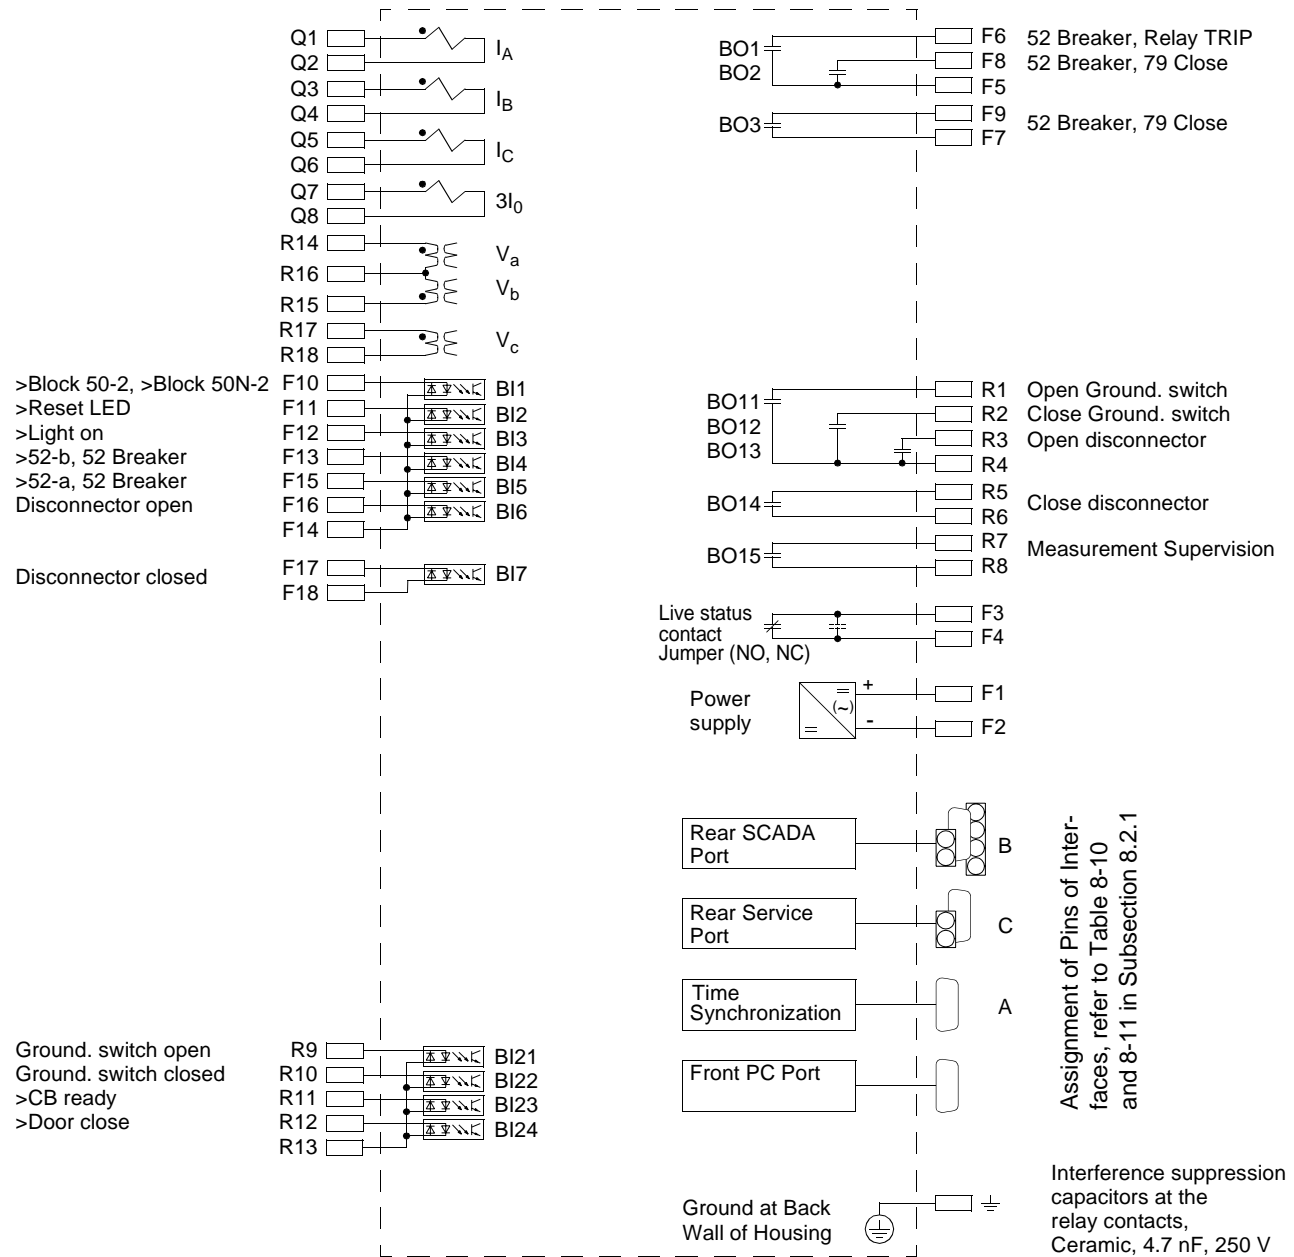 Q1
Q2
I_A
Q3
Q4
I_B
Q5
Q6
I_C
Q7
Q8
3I_0
R14
V_a
R16
V_b
R15
R17
V_c
R18
>Block 50-2, >Block 50N-2 F10 BI1
>Reset LED F11 BI2
>Light on F12 BI3
>52-b, 52 Breaker F13 BI4
>52-a, 52 Breaker F15 BI5
Disconnector open F16 BI6
F14
Disconnector closed F17 BI7
F18
Ground. switch open R9 BI21
Ground. switch closed R10 BI22
>CB ready R11 BI23
>Door close R12 BI24
R13
BO1 F6 52 Breaker, Relay TRIP
BO2 F8 52 Breaker, 79 Close
F5
BO3 F9 52 Breaker, 79 Close
F7
BO11 R1 Open Ground. switch
BO12 R2 Close Ground. switch
BO13 R3 Open disconnector
R4
BO14 R5 Close disconnector
R6
BO15 R7 Measurement Supervision
R8
Live status
contact
Jumper (NO, NC)
F3
F4
Power
supply
=
(~)
=
+
-
F1
F2
Rear SCADA
Port
B
Rear Service
Port
C
Time
Synchronization
A
Front PC Port
Assignment of Pins of Inter-
faces, refer to Table 8-10
and 8-11 in Subsection 8.2.1
Ground at Back
Wall of Housing
Interference suppression
capacitors at the
relay contacts,
Ceramic, 4.7 nF, 250 V